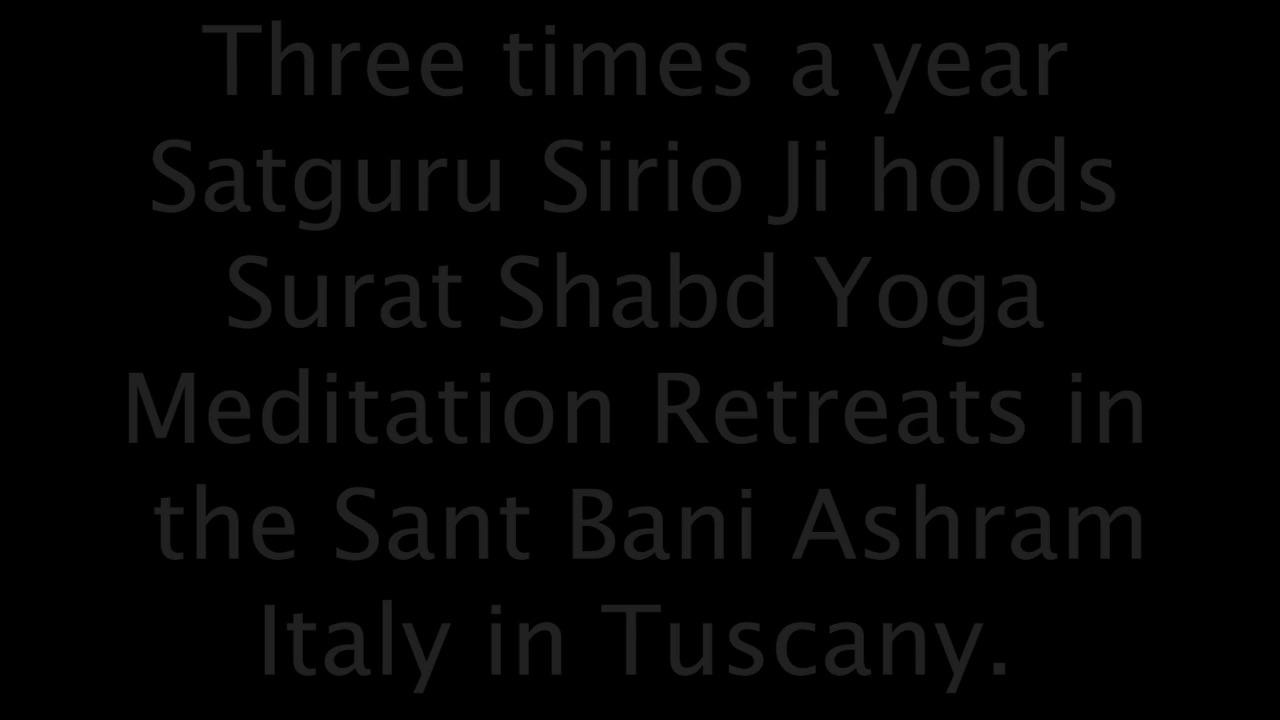 Three times a year
Satguru Sirio Ji holds
Surat Shabd Yoga
Meditation Retreats in
the Sant Bani Ashram
Italy in Tuscany.